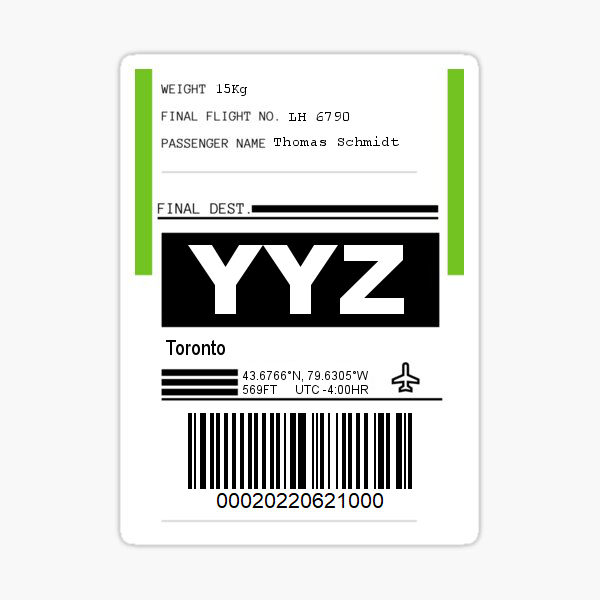 WEIGHT 15Kg
FINAL FLIGHT NO. LH 6790
PASSENGER NAME Thomas Schmidt
FINAL DEST.
YYZ
Toronto
43.6766°N, 79.6305°W
569FT UTC -4:00HR
00020220621000